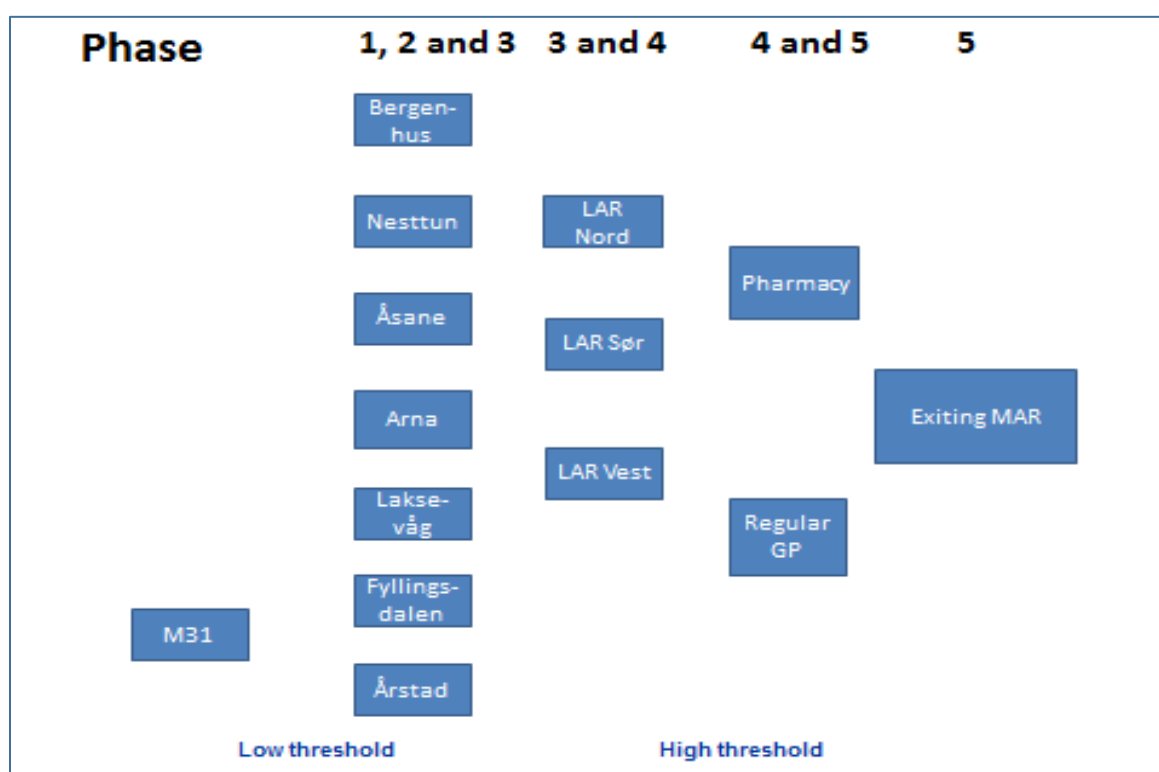 Phase 1, 2 and 3 3 and 4 4 and 5 5
Bergen-
hus
Nesttun
LAR
Nord
Pharmacy
Åsane
LAR Sør
Arna
Exiting MAR
LAR Vest
Lakse-
våg
Regular
GP
Fyllings-
dalen
M31
Årstad
Low threshold High threshold